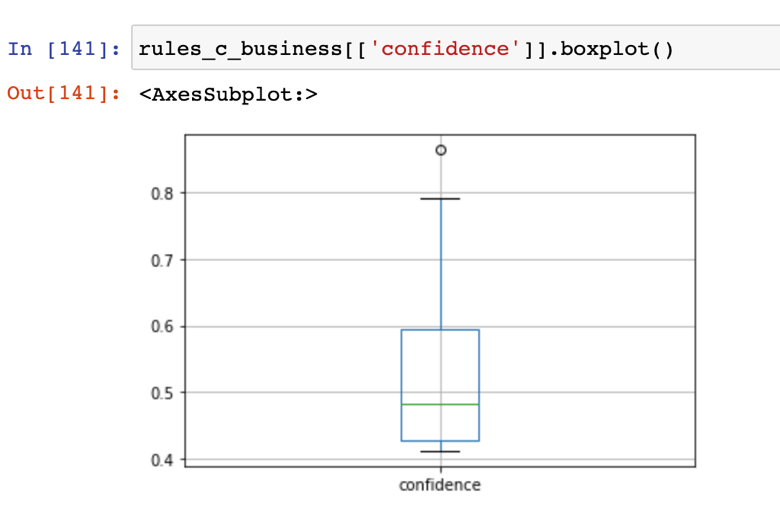 In [141]: rules_c_business[['confidence']].boxplot()
Out[141]: <AxesSubplot:>
0.8
0.7
0.6
0.5
0.4
confidence